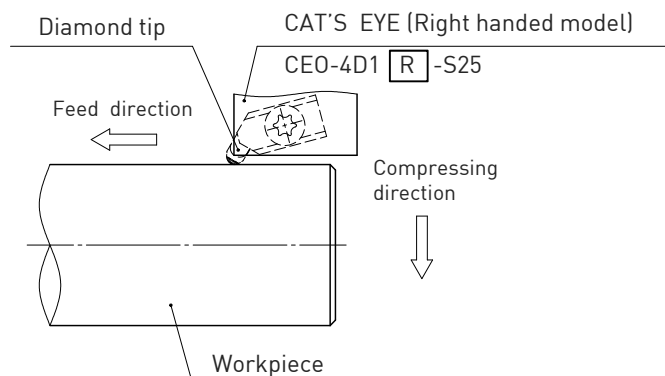 Diamond tip
CAT'S EYE (Right handed model)
CEO-4D1 R -S25
Feed direction
Compressing
direction
Workpiece